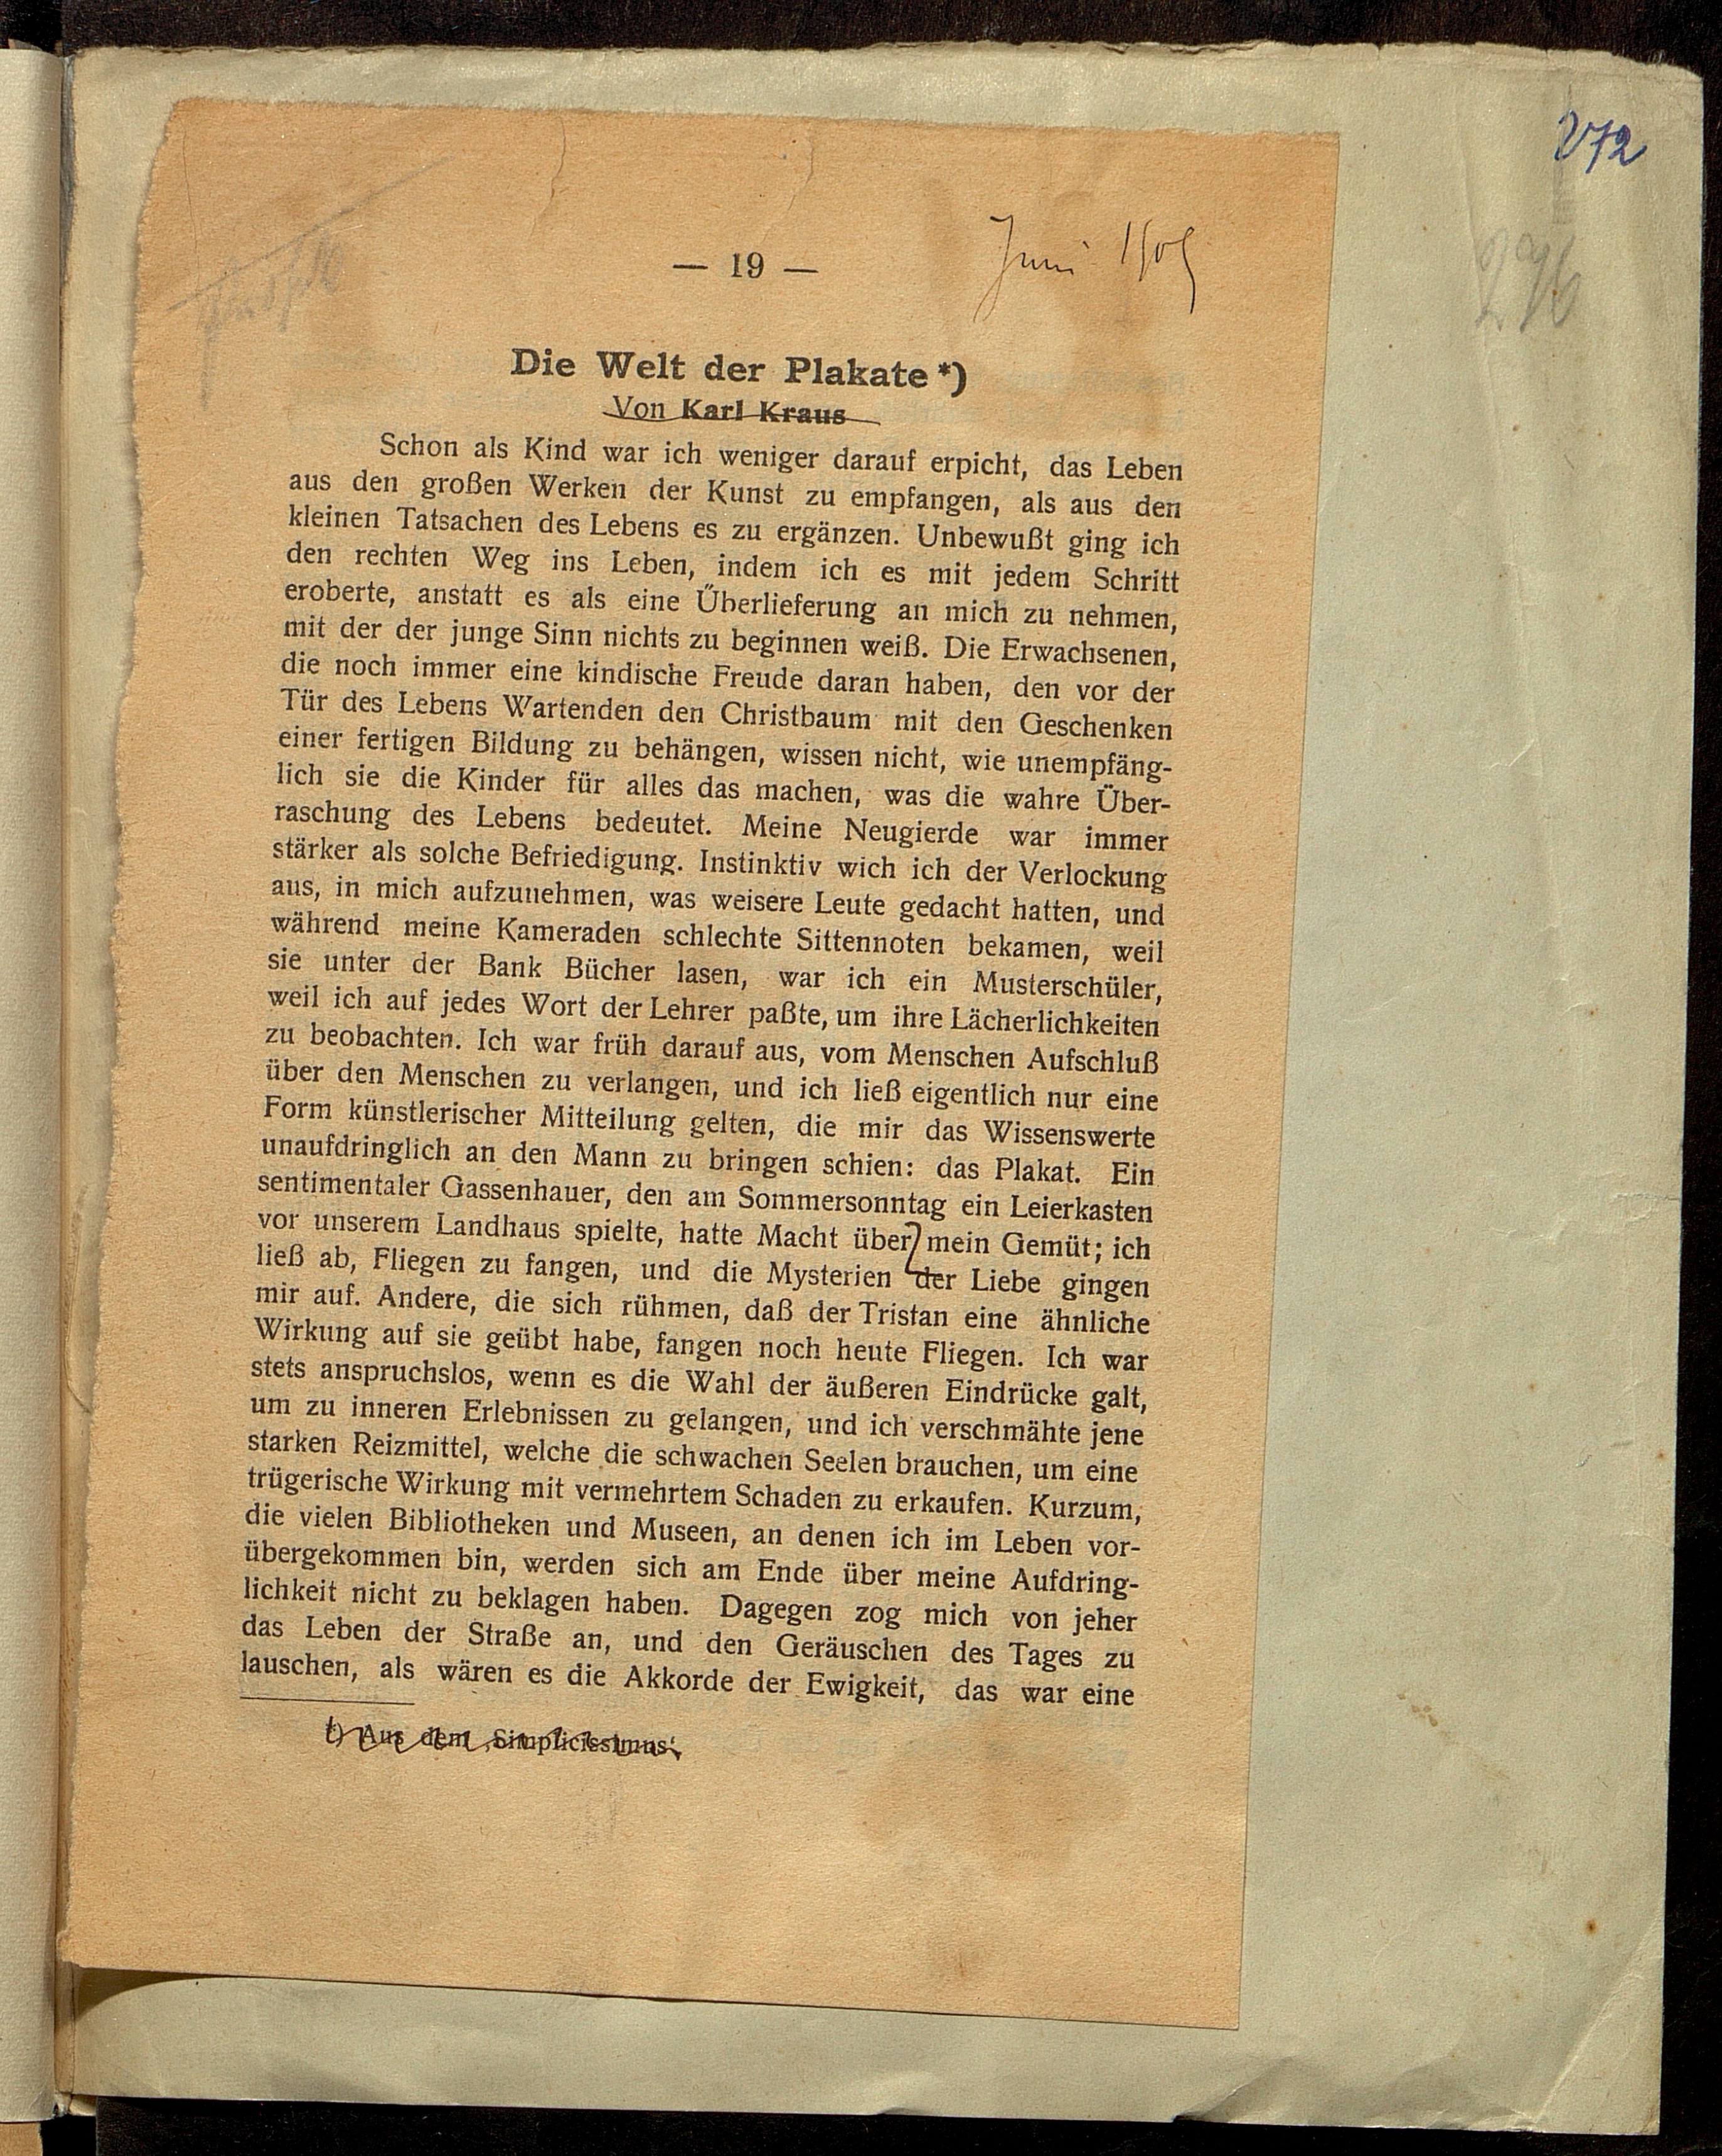 272
Juni 1909
296
— 19 —
Die Welt der Plakate *)
Von Karl Kraus
Schon als Kind war ich weniger darauf erpicht, das Leben
aus den großen Werken der Kunst zu empfangen, als aus den
kleinen Tatsachen des Lebens es zu ergänzen. Unbewußt ging ich
den rechten Weg ins Leben, indem ich es mit jedem Schritt
eroberte, anstatt es als eine Überlieferung an mich zu nehmen,
mit der der junge Sinn nichts zu beginnen weiß. Die Erwachsenen,
die noch immer eine kindische Freude daran haben, den vor der
Tür des Lebens Wartenden den Christbaum mit den Geschenken
einer fertigen Bildung zu behängen, wissen nicht, wie unempfäng-
lich sie die Kinder für alles das machen, was die wahre Über-
raschung des Lebens bedeutet. Meine Neugierde war immer
stärker als solche Befriedigung. Instinktiv wich ich der Verlockung
aus, in mich aufzunehmen, was weisere Leute gedacht hatten, und
während meine Kameraden schlechte Sittennoten bekamen, weil
sie unter der Bank Bücher lasen, war ich ein Musterschüler,
weil ich auf jedes Wort der Lehrer paßte, um ihre Lächerlichkeiten
zu beobachten. Ich war früh darauf aus, vom Menschen Aufschluß
über den Menschen zu verlangen, und ich ließ eigentlich nur eine
Form künstlerischer Mitteilung gelten, die mir das Wissenswerte
unaufdringlich an den Mann zu bringen schien: das Plakat. Ein
sentimentaler Gassenhauer, den am Sommersonntag ein Leierkasten
vor unserem Landhaus spielte, hatte Macht über mein Gemüt; ich
ließ ab, Fliegen zu fangen, und die Mysterien der Liebe gingen
mir auf. Andere, die sich rühmen, daß der Tristan eine ähnliche
Wirkung auf sie geübt habe, fangen noch heute Fliegen. Ich war
stets anspruchslos, wenn es die Wahl der äußeren Eindrücke galt,
um zu inneren Erlebnissen zu gelangen, und ich verschmähte jene
starken Reizmittel, welche die schwachen Seelen brauchen, um eine
trügerische Wirkung mit vermehrtem Schaden zu erkaufen. Kurzum,
die vielen Bibliotheken und Museen, an denen ich im Leben vor-
übergekommen bin, werden sich am Ende über meine Aufdring-
lichkeit nicht zu beklagen haben. Dagegen zog mich von jeher
das Leben der Straße an, und den Geräuschen des Tages zu
lauschen, als wären es die Akkorde der Ewigkeit, das war eine
*) Aus dem ‚Simplicissimus‘.